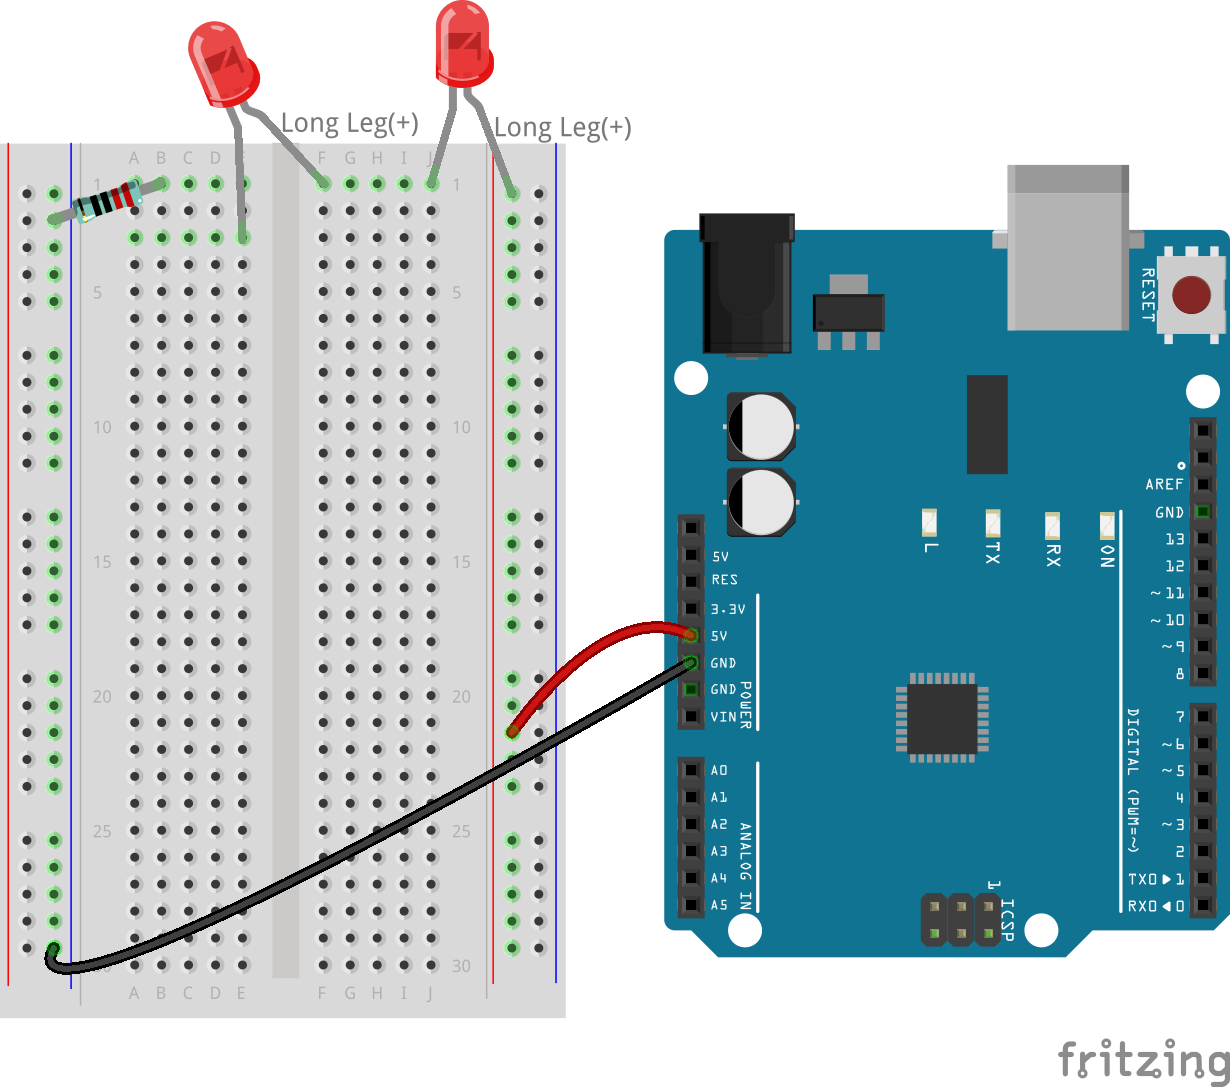 Long Leg(+)
Long Leg(+)
A B C D E F G H I J
1 1
5 5
10 10
15 15
20 20
25 25
30
A B C D E F G H I J
RESET
AREF
GND
13
12
~11
~10
~9
8
L TX RX ON
5V
RES
3.3V
5V
GND
GND
VIN
POWER
7
~6
~5
4
~3
2
TX0▶1
RX0◀0
DIGITAL (PWM=~)
A0
A1
A2
A3
A4
A5
ANALOG IN
1
ICSP
fritzing